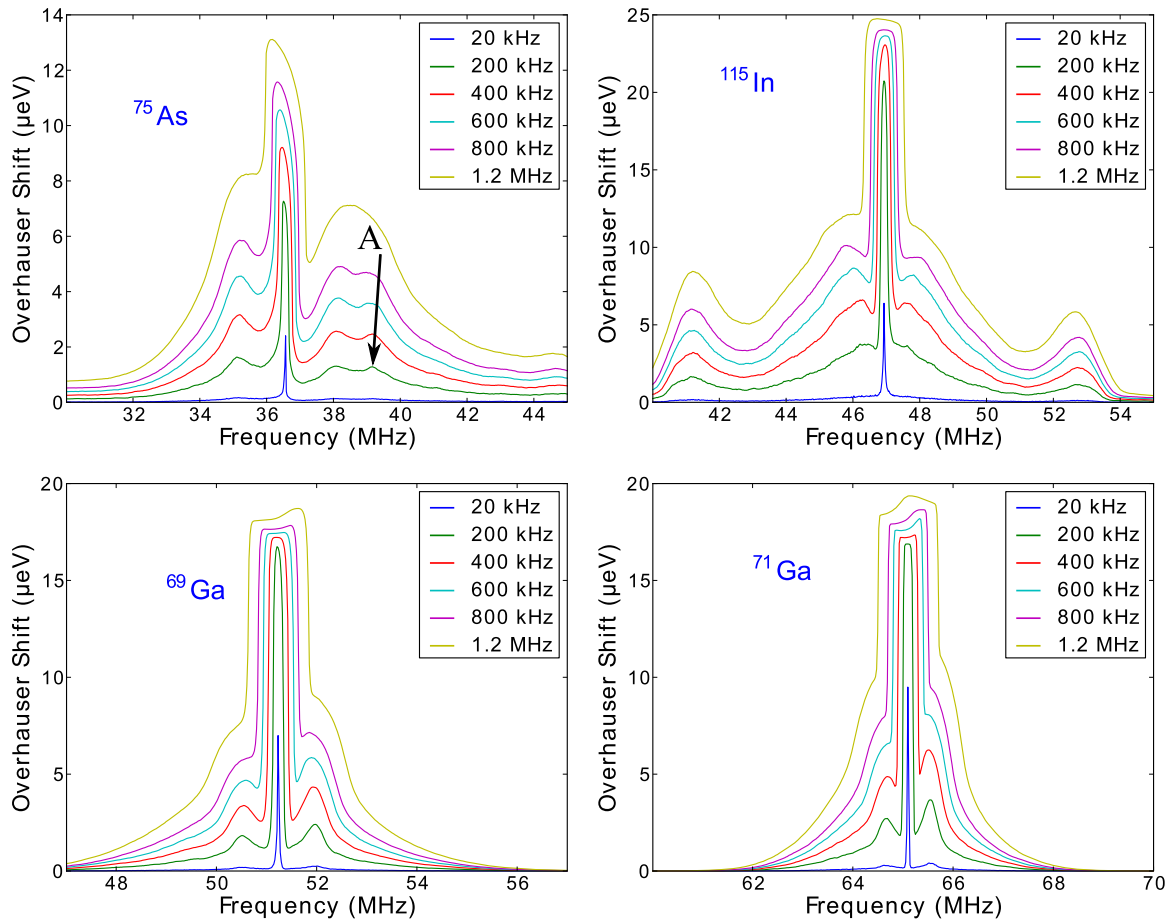 14
12
10
8
6
4
2
0
Overhauser Shift (µeV)
32 34 36 38 40 42 44
Frequency (MHz)
⁷⁵As
A
20 kHz
200 kHz
400 kHz
600 kHz
800 kHz
1.2 MHz
25
20
15
10
5
0
Overhauser Shift (µeV)
42 44 46 48 50 52 54
Frequency (MHz)
¹¹⁵In
20 kHz
200 kHz
400 kHz
600 kHz
800 kHz
1.2 MHz
20
15
10
5
0
Overhauser Shift (µeV)
48 50 52 54 56
Frequency (MHz)
⁶⁹Ga
20 kHz
200 kHz
400 kHz
600 kHz
800 kHz
1.2 MHz
20
15
10
5
0
Overhauser Shift (µeV)
62 64 66 68 70
Frequency (MHz)
⁷¹Ga
20 kHz
200 kHz
400 kHz
600 kHz
800 kHz
1.2 MHz